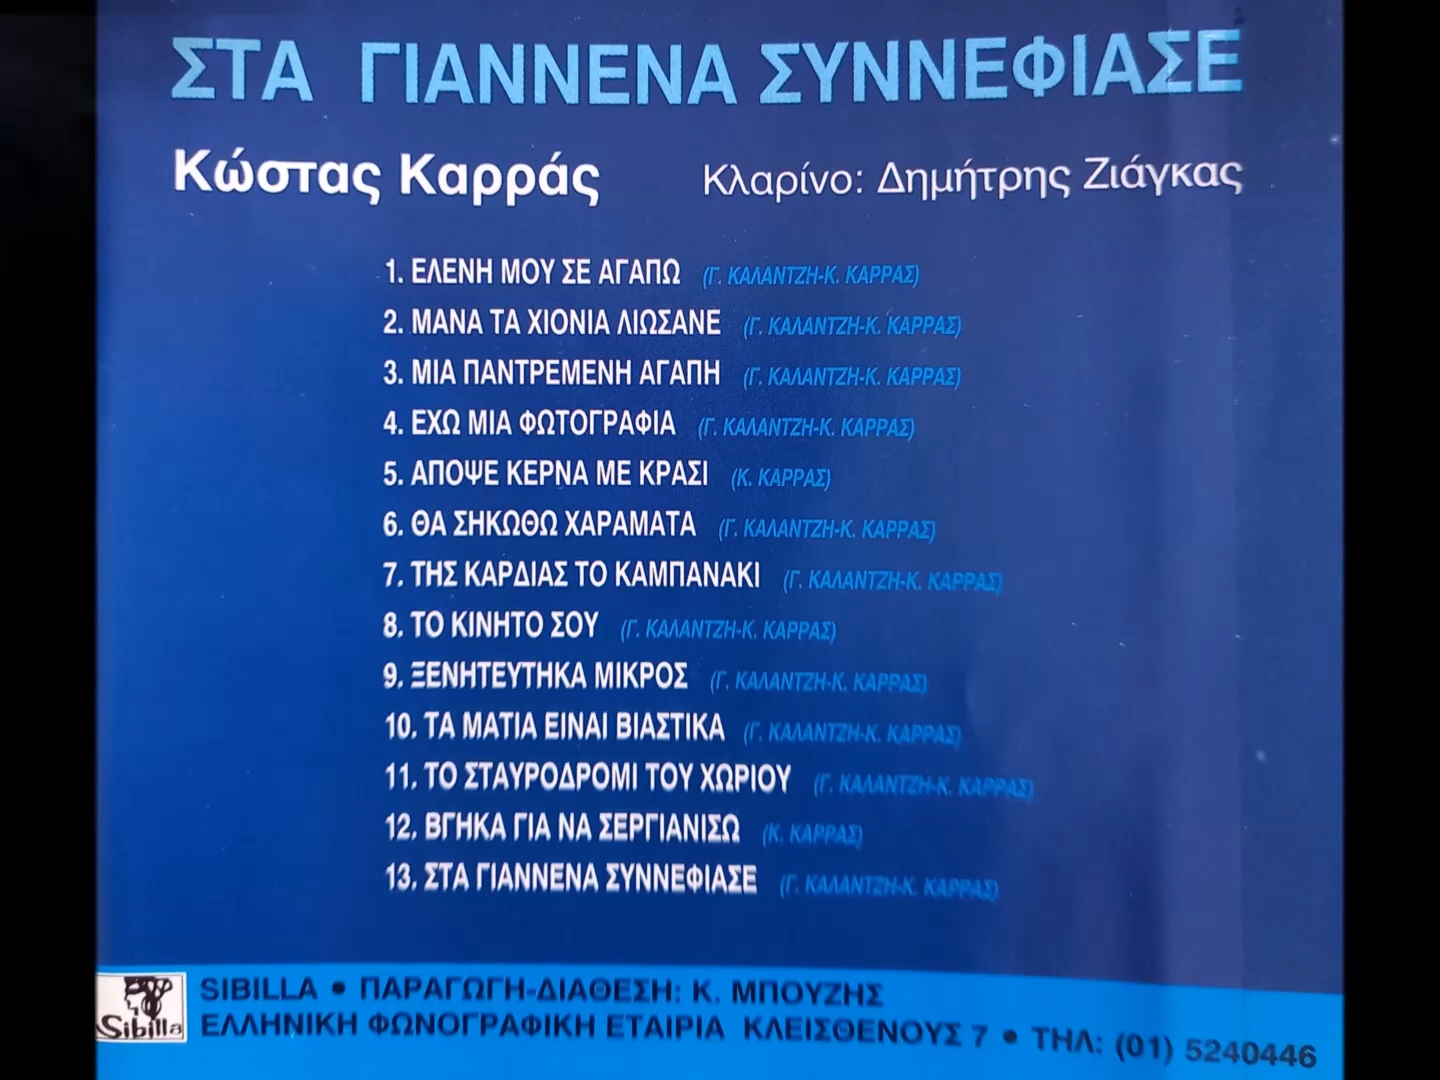 ΣΤΑ ΓΙΑΝΝΕΝΑ ΣΥΝΝΕΦΙΑΣΕ
Κώστας Καρράς Κλαρίνο: Δημήτρης Ζιάγκας
1. ΕΛΕΝΗ ΜΟΥ ΣΕ ΑΓΑΠΩ (Γ. ΚΑΛΑΝΤΖΗ-Κ. ΚΑΡΡΑΣ)
2. ΜΑΝΑ ΤΑ ΧΙΟΝΙΑ ΛΙΩΣΑΝΕ (Γ. ΚΑΛΑΝΤΖΗ-Κ. ΚΑΡΡΑΣ)
3. ΜΙΑ ΠΑΝΤΡΕΜΕΝΗ ΑΓΑΠΗ (Γ. ΚΑΛΑΝΤΖΗ-Κ. ΚΑΡΡΑΣ)
4. ΕΧΩ ΜΙΑ ΦΩΤΟΓΡΑΦΙΑ (Γ. ΚΑΛΑΝΤΖΗ-Κ. ΚΑΡΡΑΣ)
5. ΑΠΟΨΕ ΚΕΡΝΑ ΜΕ ΚΡΑΣΙ (Κ. ΚΑΡΡΑΣ)
6. ΘΑ ΣΗΚΩΘΩ ΧΑΡΑΜΑΤΑ (Γ. ΚΑΛΑΝΤΖΗ-Κ. ΚΑΡΡΑΣ)
7. ΤΗΣ ΚΑΡΔΙΑΣ ΤΟ ΚΑΜΠΑΝΑΚΙ (Γ. ΚΑΛΑΝΤΖΗ-Κ. ΚΑΡΡΑΣ)
8. ΤΟ ΚΙΝΗΤΟ ΣΟΥ (Γ. ΚΑΛΑΝΤΖΗ-Κ. ΚΑΡΡΑΣ)
9. ΞΕΝΗΤΕΥΤΗΚΑ ΜΙΚΡΟΣ (Γ. ΚΑΛΑΝΤΖΗ-Κ. ΚΑΡΡΑΣ)
10. ΤΑ ΜΑΤΙΑ ΕΙΝΑΙ ΒΙΑΣΤΙΚΑ (Γ. ΚΑΛΑΝΤΖΗ-Κ. ΚΑΡΡΑΣ)
11. ΤΟ ΣΤΑΥΡΟΔΡΟΜΙ ΤΟΥ ΧΩΡΙΟΥ (Γ. ΚΑΛΑΝΤΖΗ-Κ. ΚΑΡΡΑΣ)
12. ΒΓΗΚΑ ΓΙΑ ΝΑ ΣΕΡΓΙΑΝΙΣΩ (Κ. ΚΑΡΡΑΣ)
13. ΣΤΑ ΓΙΑΝΝΕΝΑ ΣΥΝΝΕΦΙΑΣΕ (Γ. ΚΑΛΑΝΤΖΗ-Κ. ΚΑΡΡΑΣ)
SIBILLA • ΠΑΡΑΓΩΓΗ-ΔΙΑΘΕΣΗ: Κ. ΜΠΟΥΖΗΣ
Sibilla
ΕΛΛΗΝΙΚΗ ΦΩΝΟΓΡΑΦΙΚΗ ΕΤΑΙΡΙΑ ΚΛΕΙΣΘΕΝΟΥΣ 7 • ΤΗΛ: (01) 5240446